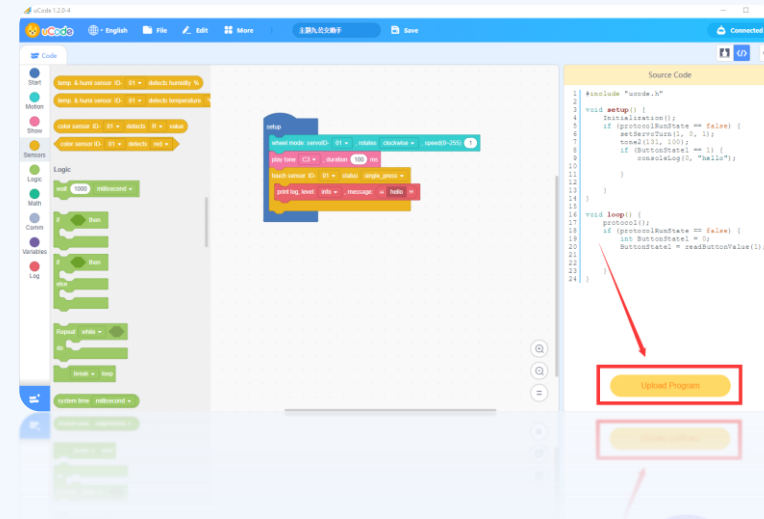 uCode 1.2.0-4
uCode English File Edit More 主题九公交助手 Save Connected
Code
Source Code
Start
Motion
Show
Sensors
Logic
Math
Comm
Variables
Log
temp. & humi sensor ID- 01 detects humidity %
temp. & humi sensor ID- 01 detects temperature
color sensor ID- 01 detects R value
color sensor ID- 01 detects red
Logic
wait 1000 millisecond
if then
if then
else
Repeat while
do
break loop
system time millisecond
setup
wheel mode: servoID- 01 , rotates clockwise , speed(0~255) 1
play tone C3 , duration 100 ms
touch sensor ID- 01 status single_press
print log, level: info , message: “ hello ”
1 #include "ucode.h"
2
3 void setup() {
4 Initialization();
5 if (protocolRunState == false) {
6 setServoTurn(1, 0, 1);
7 tone2(131, 100);
8 if (ButtonState1 == 1) {
9 consoleLog(0, "hello");
10
11 }
12
13 }
14 }
15
16 void loop() {
17 protocol();
18 if (protocolRunState == false) {
19 int ButtonState1 = 0;
20 ButtonState1 = readButtonValue(1);
21
22
23 }
24 }
Upload Program